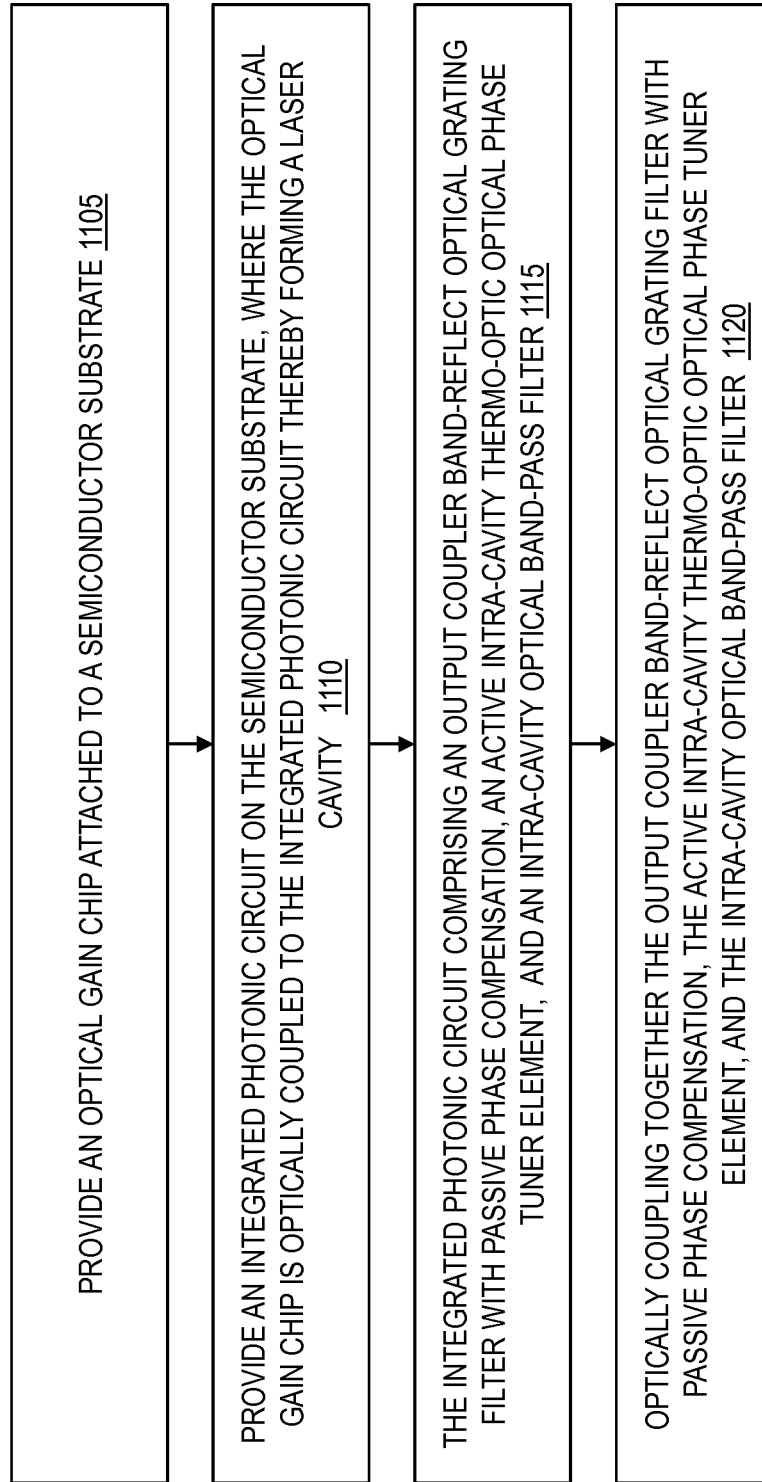 PROVIDE AN OPTICAL GAIN CHIP ATTACHED TO A SEMICONDUCTOR SUBSTRATE 1105
PROVIDE AN INTEGRATED PHOTONIC CIRCUIT ON THE SEMICONDUCTOR SUBSTRATE, WHERE THE OPTICAL
GAIN CHIP IS OPTICALLY COUPLED TO THE INTEGRATED PHOTONIC CIRCUIT THEREBY FORMING A LASER
CAVITY 1110
THE INTEGRATED PHOTONIC CIRCUIT COMPRISING AN OUTPUT COUPLER BAND-REFLECT OPTICAL GRATING
FILTER WITH PASSIVE PHASE COMPENSATION, AN ACTIVE INTRA-CAVITY THERMO-OPTIC OPTICAL PHASE
TUNER ELEMENT, AND AN INTRA-CAVITY OPTICAL BAND-PASS FILTER 1115
OPTICALLY COUPLING TOGETHER THE OUTPUT COUPLER BAND-REFLECT OPTICAL GRATING FILTER WITH
PASSIVE PHASE COMPENSATION, THE ACTIVE INTRA-CAVITY THERMO-OPTIC OPTICAL PHASE TUNER
ELEMENT, AND THE INTRA-CAVITY OPTICAL BAND-PASS FILTER 1120